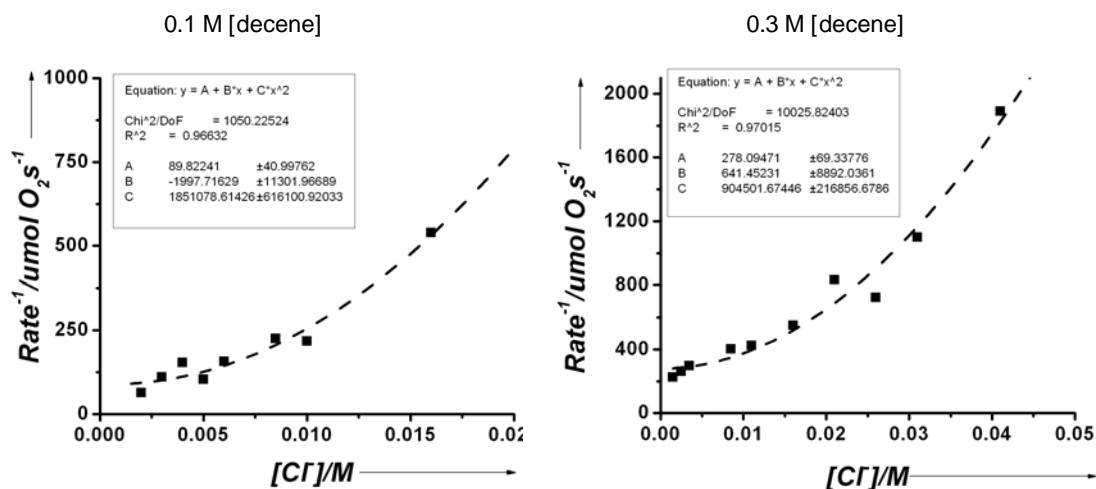 0.1 M [decene]
Equation: y = A + B*x + C*x^2
Chi^2/DoF = 1050.22524
R^2 = 0.96632
A 89.82241 ±40.99762
B -1997.71629 ±11301.96689
C 1851078.61426±616100.92033
1000
750
500
250
0
0.000
0.005
0.010
0.015
0.02
Rate⁻¹/umol O₂s⁻¹
[Cl⁻]/M
0.3 M [decene]
Equation: y = A + B*x + C*x^2
Chi^2/DoF = 10025.82403
R^2 = 0.97015
A 278.09471 ±69.33776
B 641.45231 ±8892.0361
C 904501.67446 ±216856.6786
2000
1600
1200
800
400
0
0.00
0.01
0.02
0.03
0.04
0.05
Rate⁻¹/umol O₂s⁻¹
[Cl⁻]/M